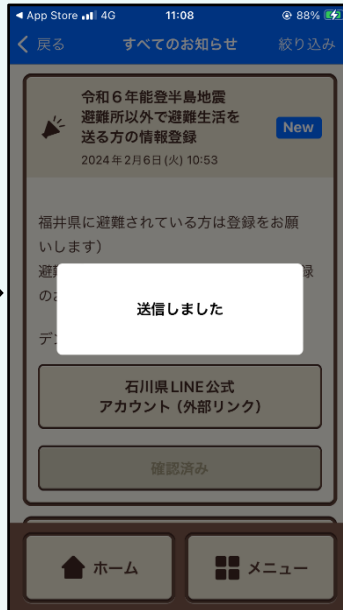 App Store 4G 11:08 88%
戻る すべてのお知らせ 絞り込み
令和６年能登半島地震
避難所以外で避難生活を
送る方の情報登録
New
2024年2月6日(火) 10:53
福井県に避難されている方は登録をお願
いします）
避難
録
の
送信しました
デ
石川県LINE公式
アカウント（外部リンク）
確認済み
ホーム メニュー